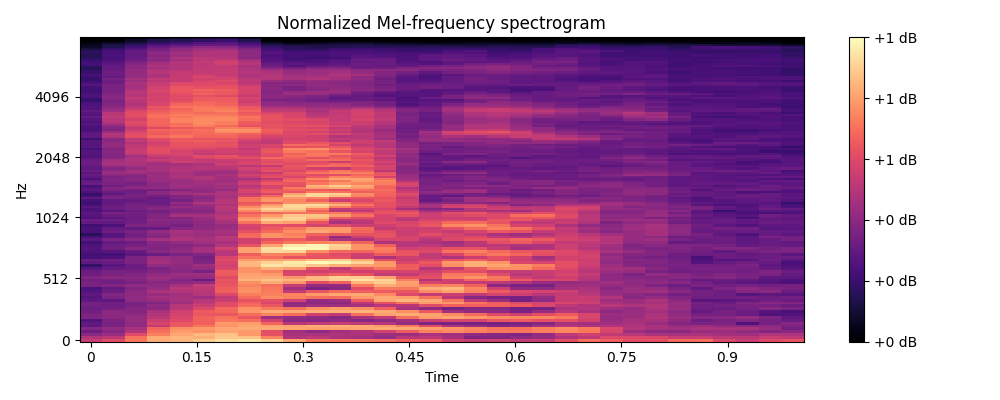 Normalized Mel-frequency spectrogram
Hz
4096
2048
1024
512
0
0 0.15 0.3 0.45 0.6 0.75 0.9
Time
+1 dB
+1 dB
+1 dB
+0 dB
+0 dB
+0 dB